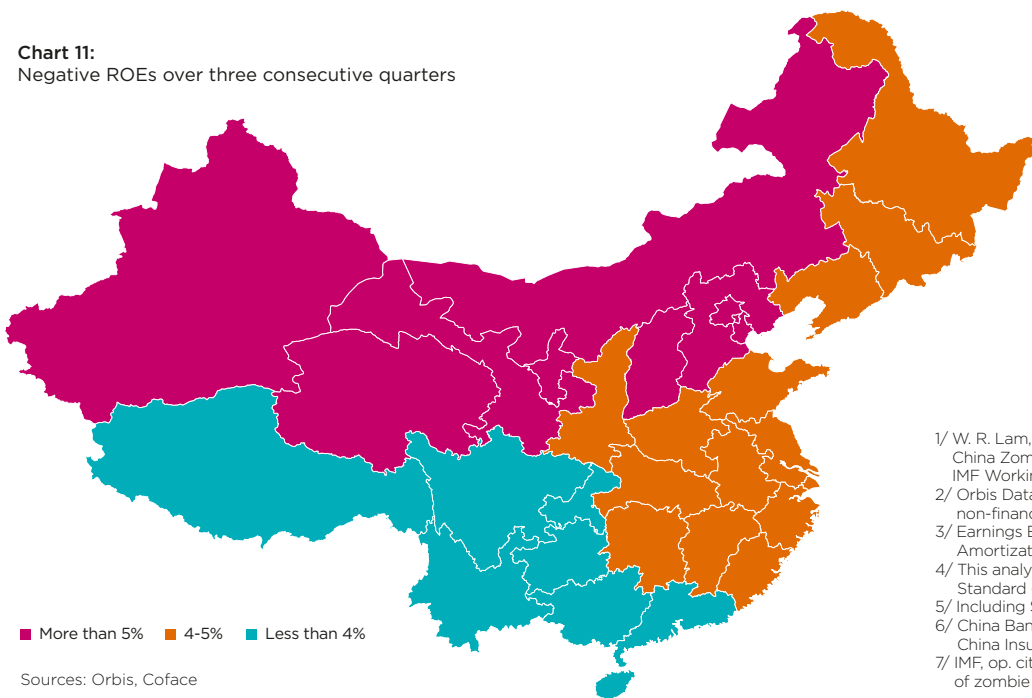 Chart 11:
Negative ROEs over three consecutive quarters
1/ W. R. Lam,
China Zom
IMF Workin
2/ Orbis Data
non-financ
3/ Earnings B
Amortizat
4/ This analy
Standard
5/ Including S
6/ China Ban
China Insu
7/ IMF, op. cit
of zombie
More than 5% 4-5% Less than 4%
Sources: Orbis, Coface